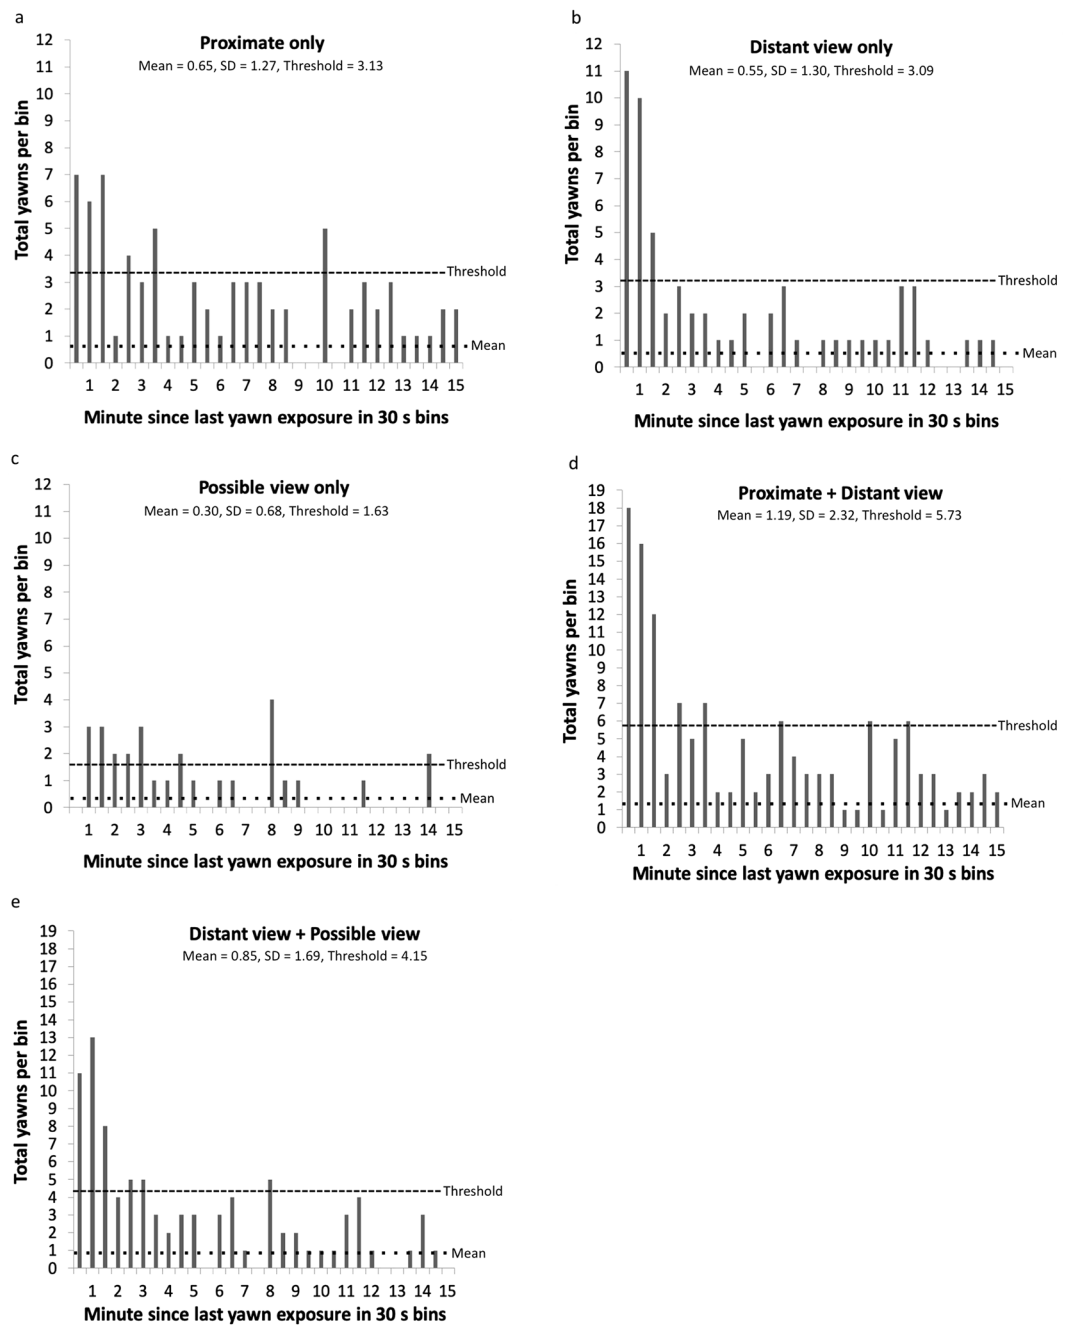 a
Proximate only
Mean = 0.65, SD = 1.27, Threshold = 3.13
Total yawns per bin
12
11
10
9
8
7
6
5
4
3
2
1
0
Threshold
Mean
1 2 3 4 5 6 7 8 9 10 11 12 13 14 15
Minute since last yawn exposure in 30 s bins
b
Distant view only
Mean = 0.55, SD = 1.30, Threshold = 3.09
Total yawns per bin
12
11
10
9
8
7
6
5
4
3
2
1
0
Threshold
Mean
1 2 3 4 5 6 7 8 9 10 11 12 13 14 15
Minute since last yawn exposure in 30 s bins
c
Possible view only
Mean = 0.30, SD = 0.68, Threshold = 1.63
Total yawns per bin
12
11
10
9
8
7
6
5
4
3
2
1
0
Threshold
Mean
1 2 3 4 5 6 7 8 9 10 11 12 13 14 15
Minute since last yawn exposure in 30 s bins
d
Proximate + Distant view
Mean = 1.19, SD = 2.32, Threshold = 5.73
Total yawns per bin
19
18
17
16
15
14
13
12
11
10
9
8
7
6
5
4
3
2
1
0
Threshold
Mean
1 2 3 4 5 6 7 8 9 10 11 12 13 14 15
Minute since last yawn exposure in 30 s bins
e
Distant view + Possible view
Mean = 0.85, SD = 1.69, Threshold = 4.15
Total yawns per bin
19
18
17
16
15
14
13
12
11
10
9
8
7
6
5
4
3
2
1
0
Threshold
Mean
1 2 3 4 5 6 7 8 9 10 11 12 13 14 15
Minute since last yawn exposure in 30 s bins